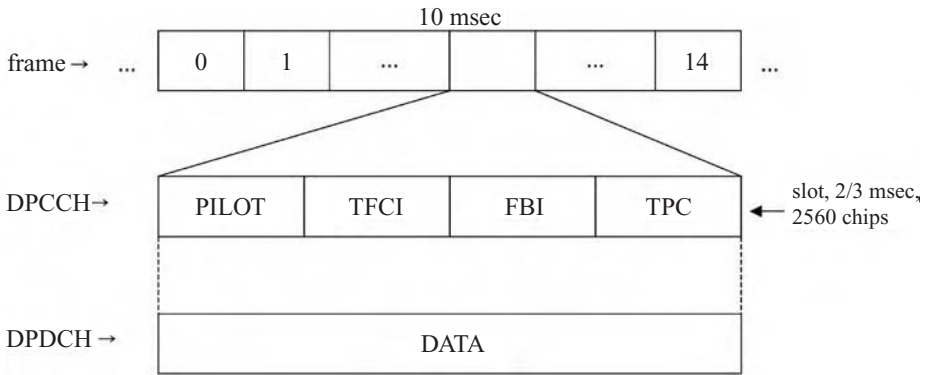 10 msec
frame → ... 0 1 ... ... 14 ...
DPCCH→ PILOT TFCI FBI TPC
slot, 2/3 msec,
2560 chips
DPDCH → DATA